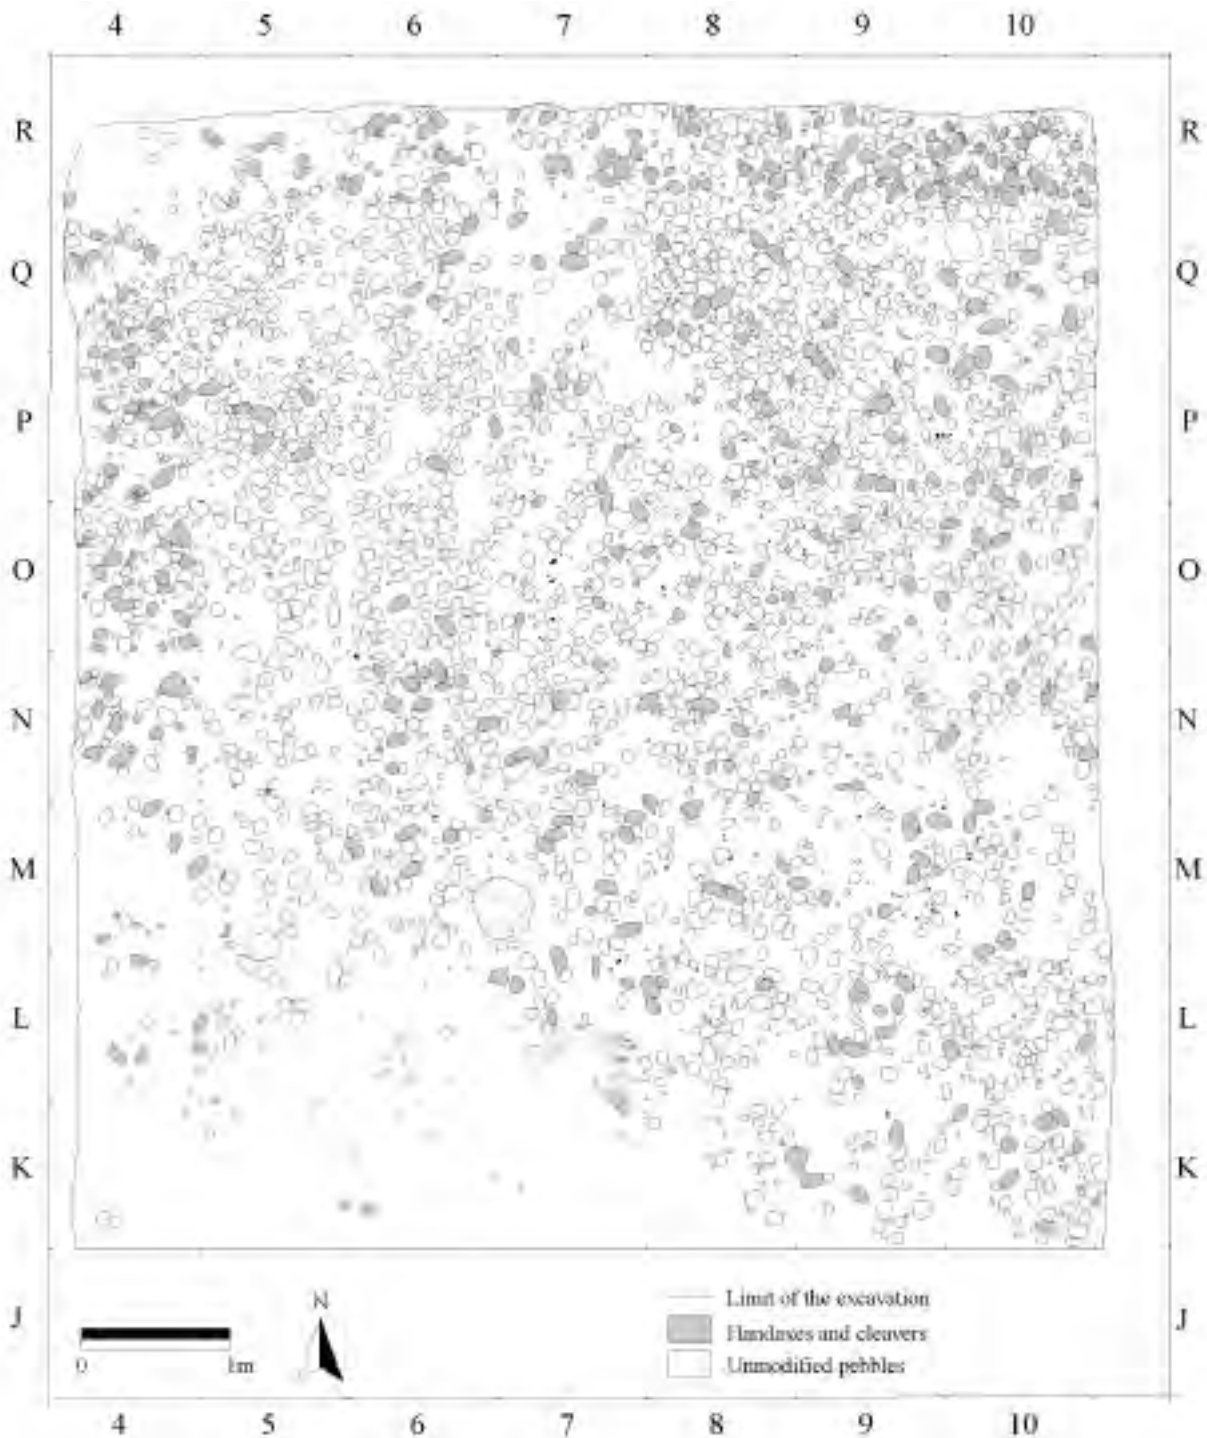 4 5 6 7 8 9 10
R R
Q Q
P P
O O
N N
M M
L L
K K
J J
N
Limit of the excavation
Handaxes and cleavers
0 1m
Unmodified pebbles
4 5 6 7 8 9 10